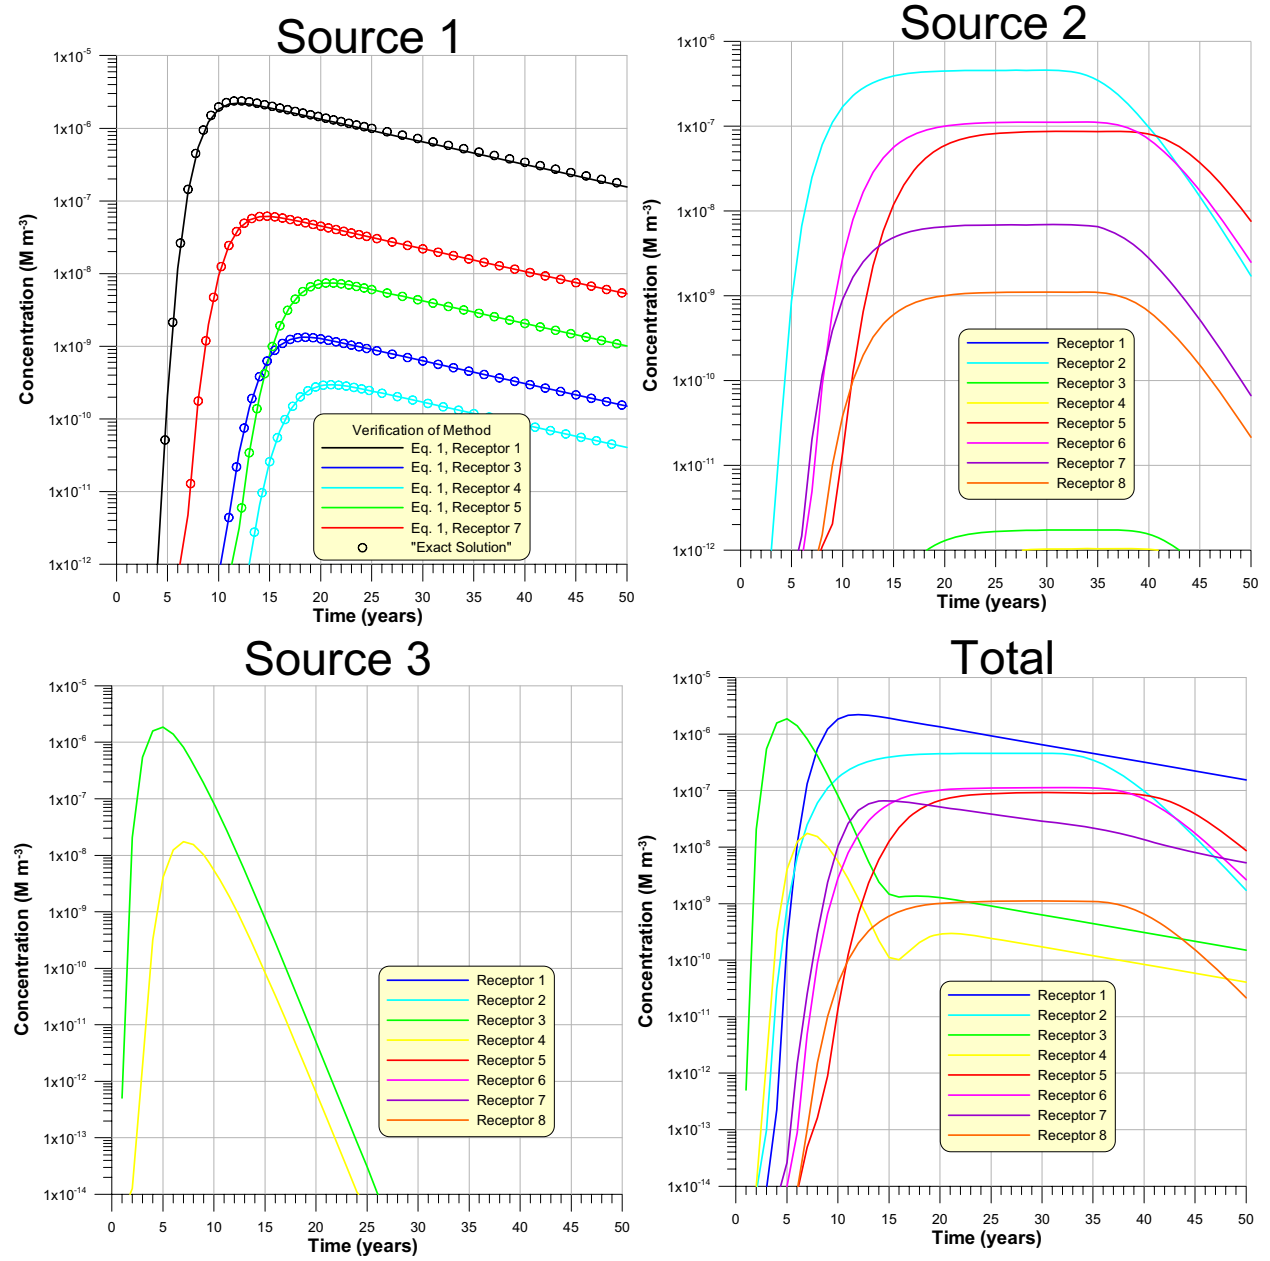 Source 1
1x10-5
1x10-6
1x10-7
1x10-8
1x10-9
1x10-10
1x10-11
1x10-12
Concentration (M m-3)
Verification of Method
Eq. 1, Receptor 1
Eq. 1, Receptor 3
Eq. 1, Receptor 4
Eq. 1, Receptor 5
Eq. 1, Receptor 7
"Exact Solution"
0 5 10 15 20 25 30 35 40 45 50
Time (years)
Source 2
1x10-6
1x10-7
1x10-8
1x10-9
1x10-10
1x10-11
1x10-12
Concentration (M m-3)
Receptor 1
Receptor 2
Receptor 3
Receptor 4
Receptor 5
Receptor 6
Receptor 7
Receptor 8
0 5 10 15 20 25 30 35 40 45 50
Time (years)
Source 3
1x10-5
1x10-6
1x10-7
1x10-8
1x10-9
1x10-10
1x10-11
1x10-12
1x10-13
1x10-14
Concentration (M m-3)
Receptor 1
Receptor 2
Receptor 3
Receptor 4
Receptor 5
Receptor 6
Receptor 7
Receptor 8
0 5 10 15 20 25 30 35 40 45 50
Time (years)
Total
1x10-5
1x10-6
1x10-7
1x10-8
1x10-9
1x10-10
1x10-11
1x10-12
1x10-13
1x10-14
Concentration (M m-3)
Receptor 1
Receptor 2
Receptor 3
Receptor 4
Receptor 5
Receptor 6
Receptor 7
Receptor 8
0 5 10 15 20 25 30 35 40 45 50
Time (years)